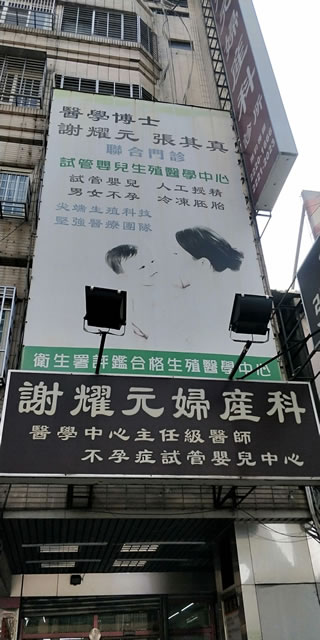 醫學博士
謝耀元 張其真
聯合門診
試管嬰兒生殖醫學中心
試管嬰兒 人工授精
男女不孕 冷凍胚胎
尖端生殖科技
堅強醫療團隊
衛生署評鑑合格生殖醫學中心
謝耀元婦產科
醫學中心主任級醫師
不孕症試管嬰兒中心
元婦產科